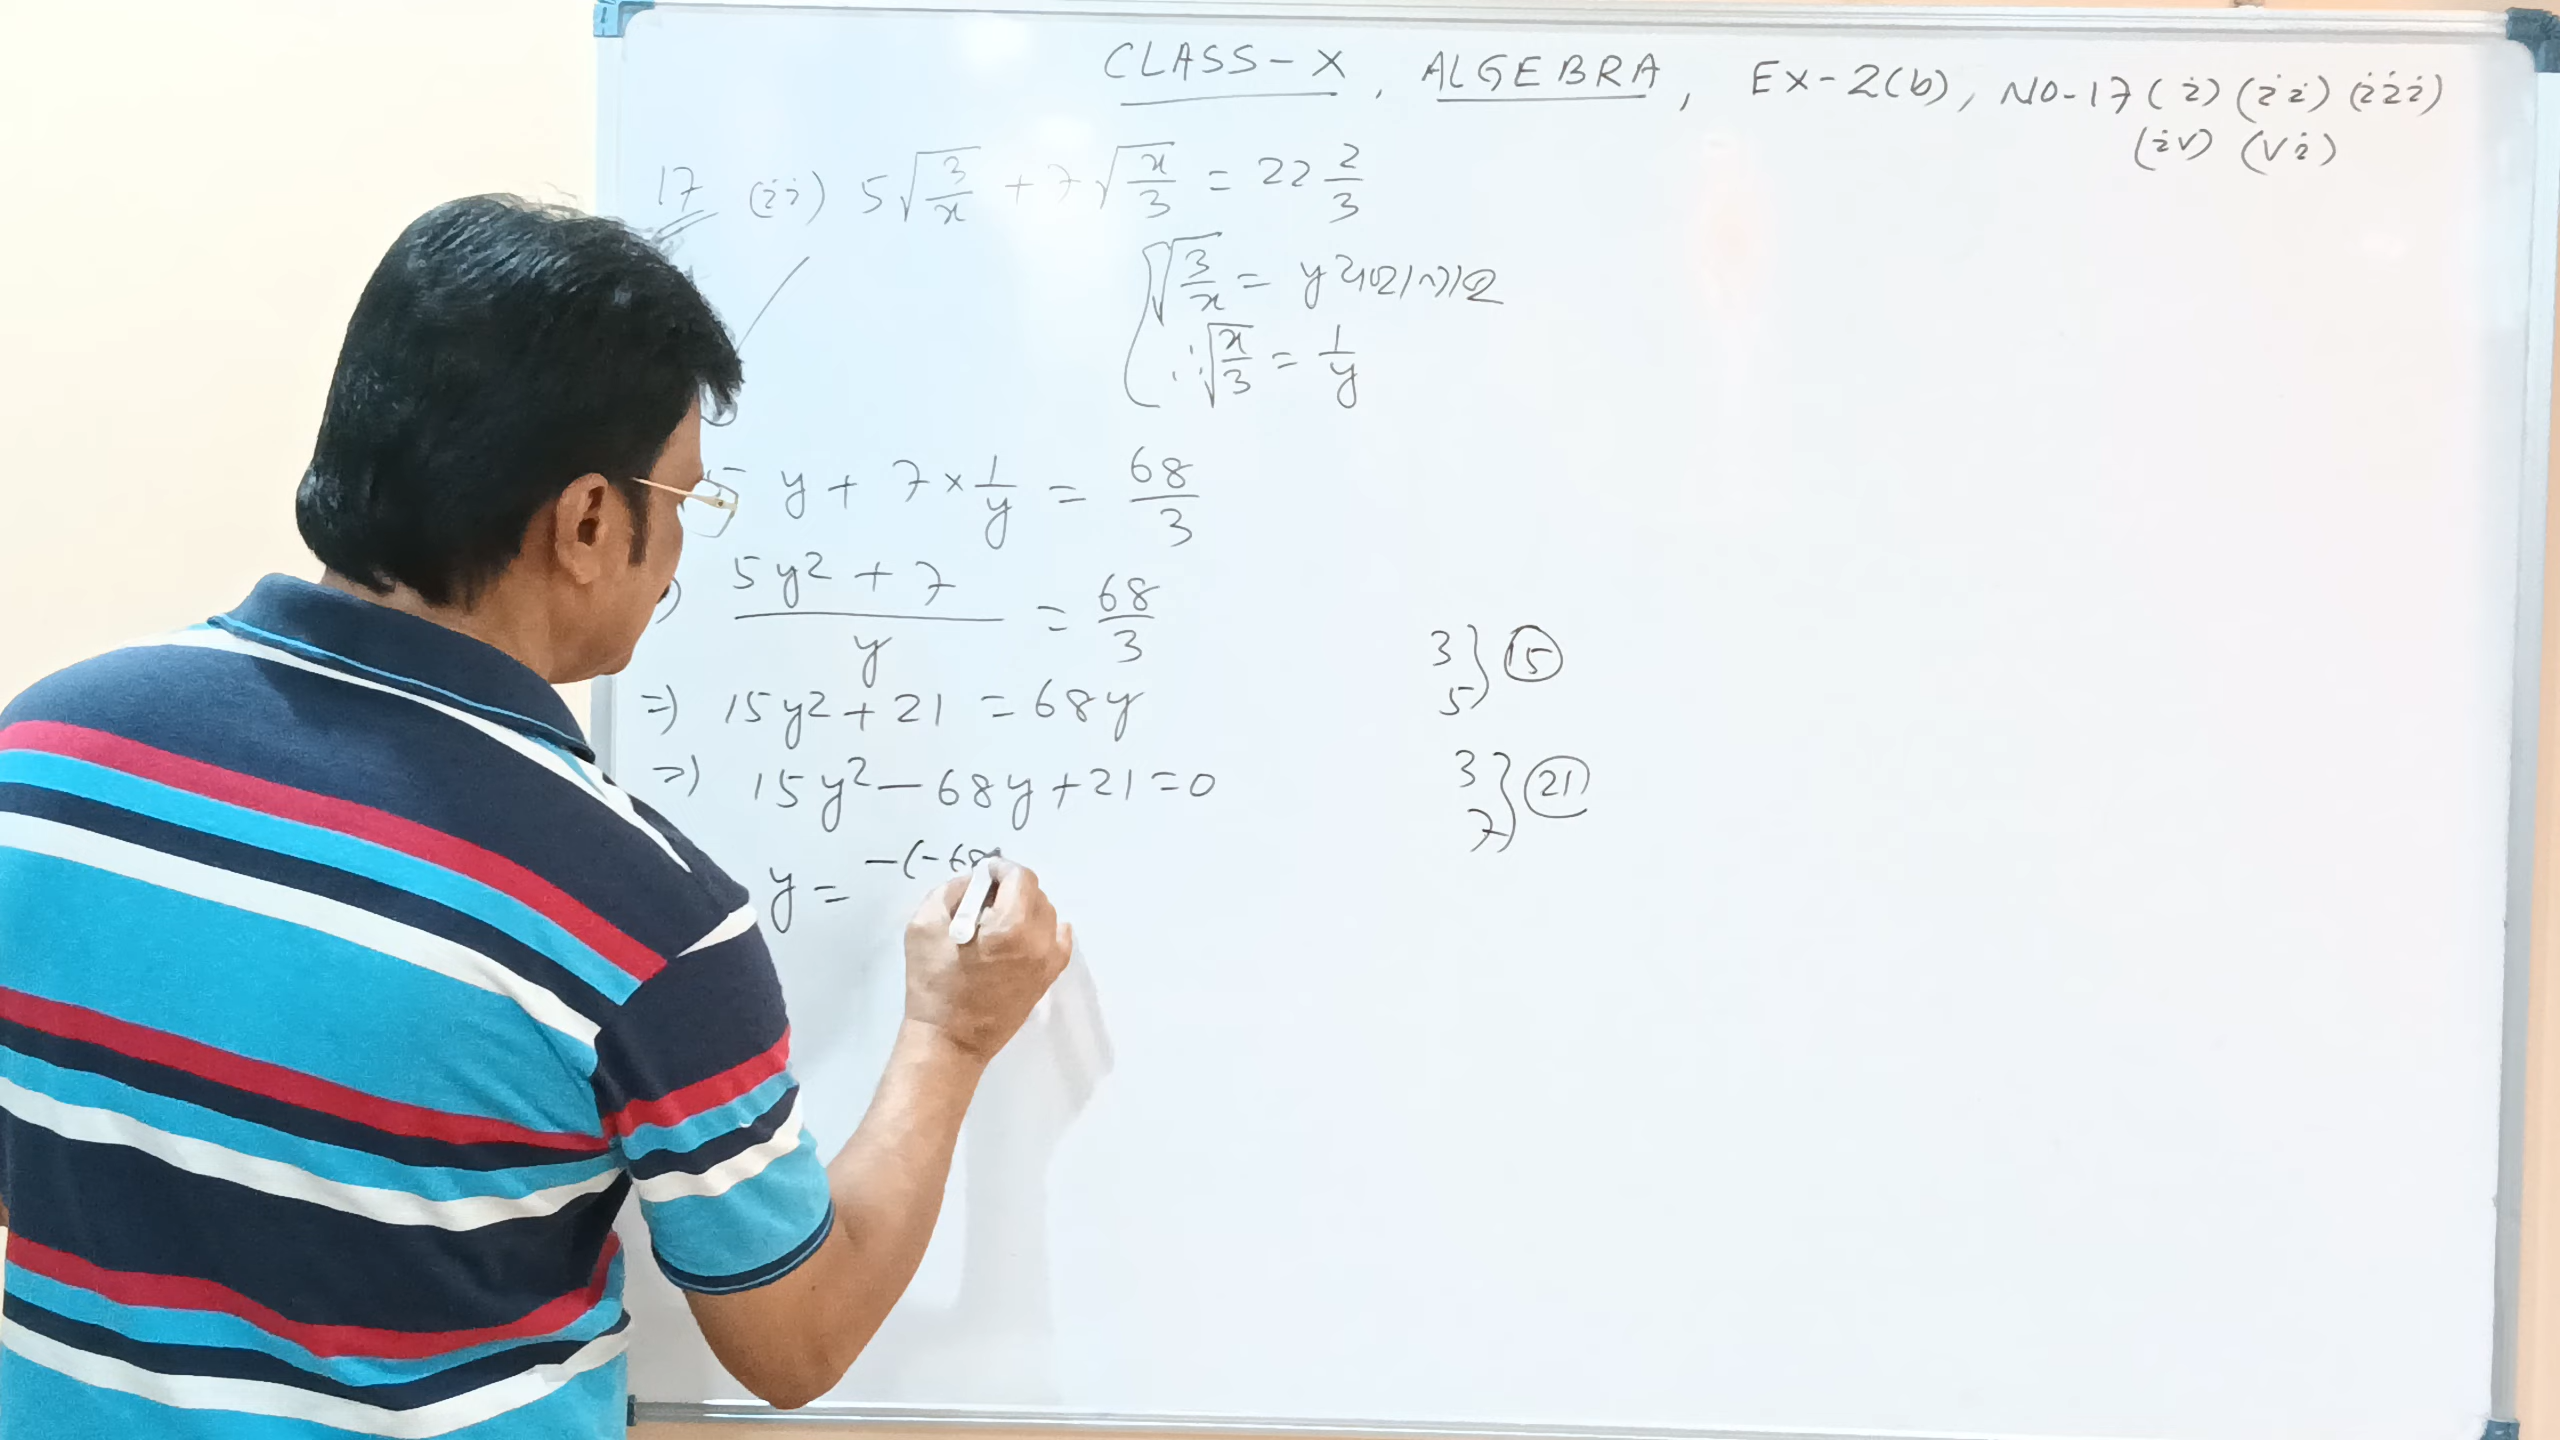 CLASS-X, ALGEBRA, Ex-2(b), NO-17 (i) (ii) (iii)
(iv) (vi)
17 (ii) 5√(3/x) + 7√(x/3) = 22 2/3
√(3/x) = y
∴ √(x/3) = 1/y
y + 7 × 1/y = 68/3
(5y² + 7)/y = 68/3
=) 15y² + 21 = 68y
=) 15y² - 68y + 21 = 0
y = -(-68
3 } 15
5
3 } 21
7